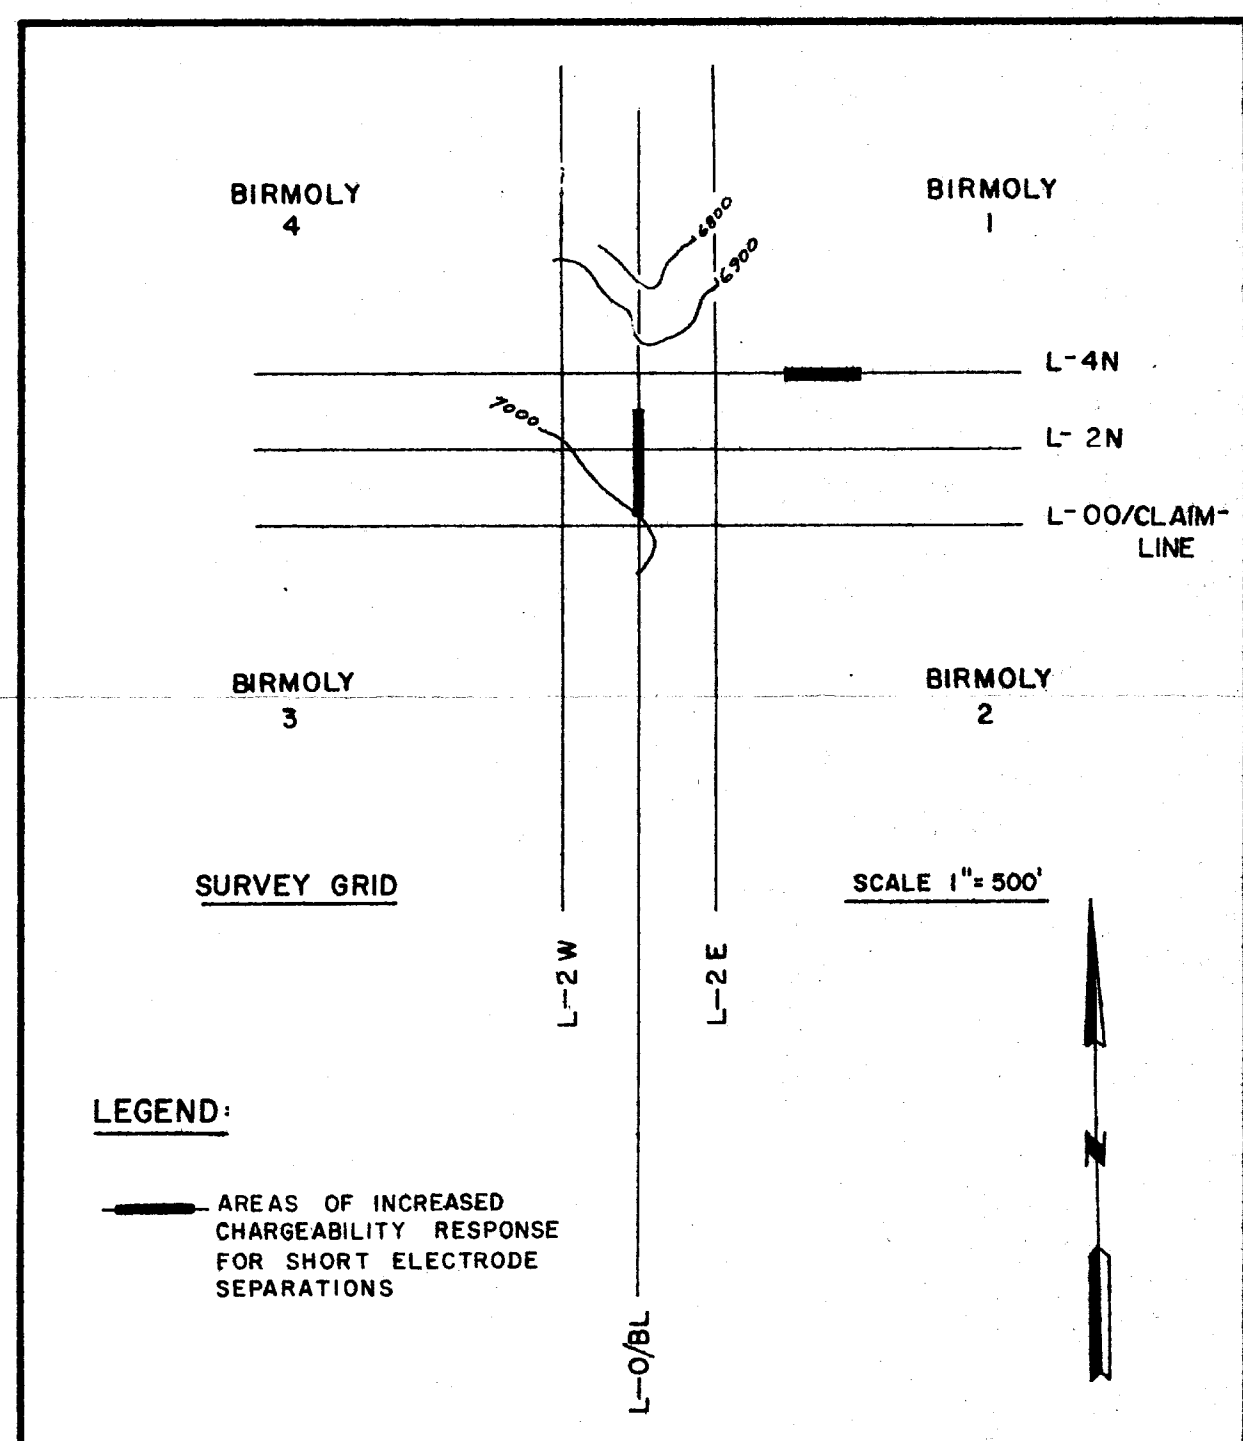 BIRMOLY
4
BIRMOLY
1
6800
6900
L-4N
7000
L-2N
L-00/CLAIM-
LINE
BIRMOLY
3
BIRMOLY
2
SURVEY GRID
SCALE 1"=500'
L-2W
L-2E
LEGEND:
N
AREAS OF INCREASED
CHARGEABILITY RESPONSE
FOR SHORT ELECTRODE
SEPARATIONS
L-O/BL